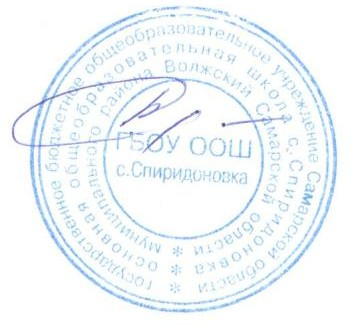 государственное бюджетное общеобразовательное учреждение Самарской области
основная общеобразовательная школа с. Спиридоновка *
муниципального района Волжский Самарской области *
ГБОУ ООШ
с.Спиридоновка